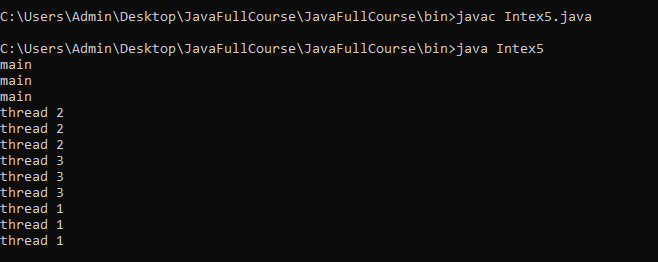 C:\Users\Admin\Desktop\JavaFullCourse\JavaFullCourse\bin>javac Intex5.java
C:\Users\Admin\Desktop\JavaFullCourse\JavaFullCourse\bin>java Intex5
main
main
main
thread 2
thread 2
thread 2
thread 3
thread 3
thread 3
thread 1
thread 1
thread 1